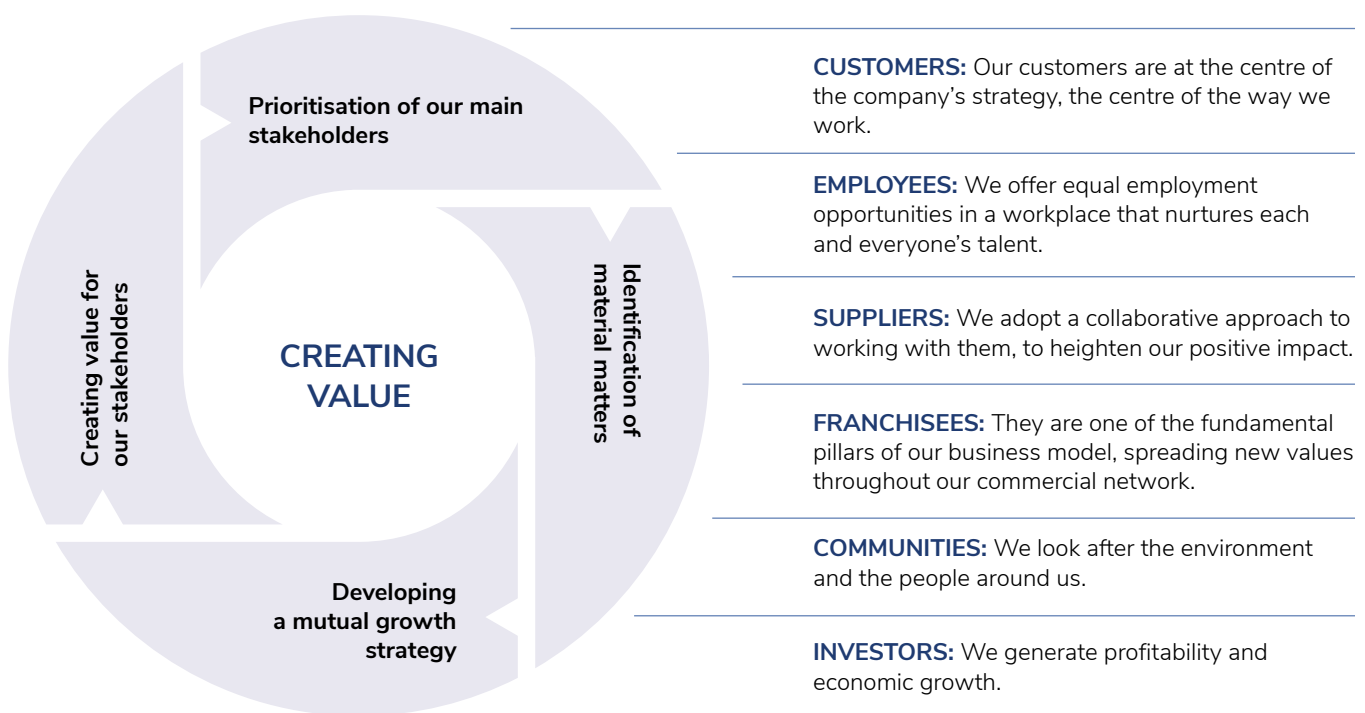 Prioritisation of our main
stakeholders
Identification of
material matters
Developing
a mutual growth
strategy
Creating value for
our stakeholders
CREATING
VALUE
CUSTOMERS: Our customers are at the centre of
the company’s strategy, the centre of the way we
work.
EMPLOYEES: We offer equal employment
opportunities in a workplace that nurtures each
and everyone’s talent.
SUPPLIERS: We adopt a collaborative approach to
working with them, to heighten our positive impact.
FRANCHISEES: They are one of the fundamental
pillars of our business model, spreading new values
throughout our commercial network.
COMMUNITIES: We look after the environment
and the people around us.
INVESTORS: We generate profitability and
economic growth.